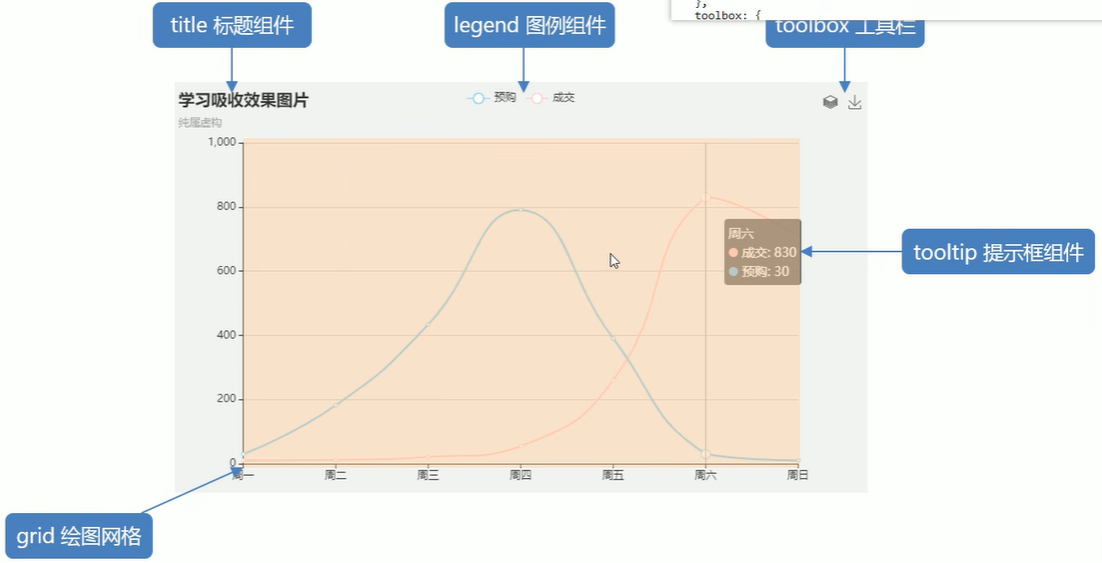 },
toolbox: {
title 标题组件
legend 图例组件
toolbox 工具栏
学习吸收效果图片
预购
成交
纯属虚构
1,000
800
600
400
200
0
周一
周二
周三
周四
周五
周六
周日
周六
成交: 830
预购: 30
tooltip 提示框组件
grid 绘图网格